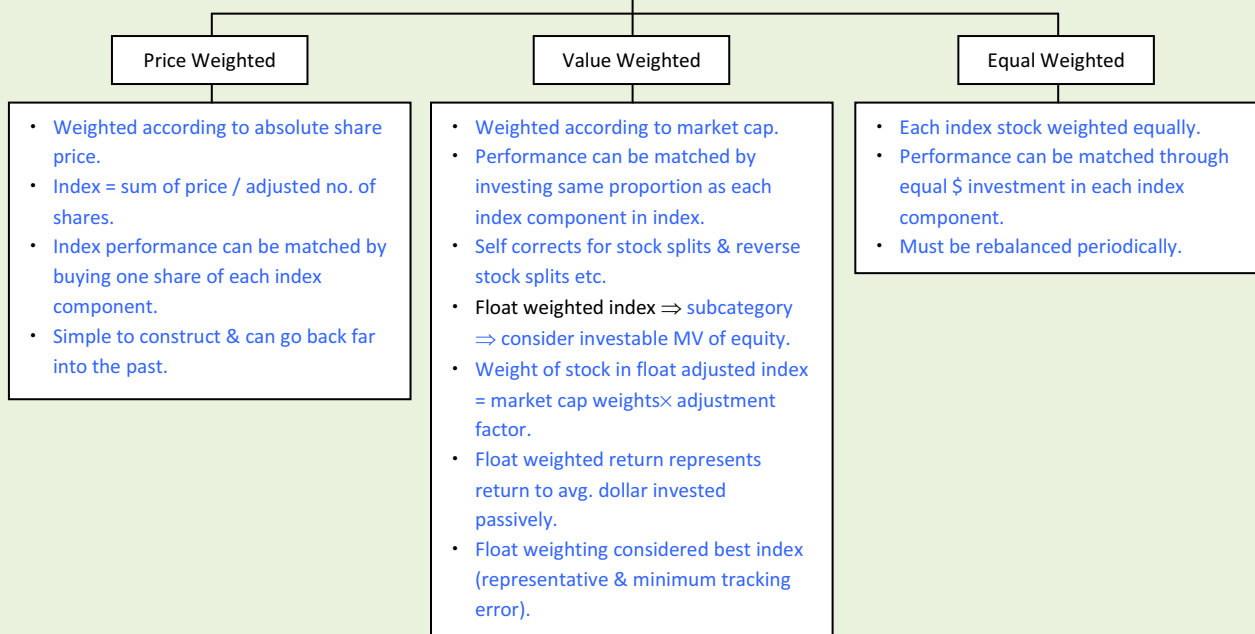 Price Weighted
• Weighted according to absolute share
price.
• Index = sum of price / adjusted no. of
shares.
• Index performance can be matched by
buying one share of each index
component.
• Simple to construct & can go back far
into the past.
Value Weighted
• Weighted according to market cap.
• Performance can be matched by
investing same proportion as each
index component in index.
• Self corrects for stock splits & reverse
stock splits etc.
• Float weighted index ⇒ subcategory
⇒ consider investable MV of equity.
• Weight of stock in float adjusted index
= market cap weights× adjustment
factor.
• Float weighted return represents
return to avg. dollar invested
passively.
• Float weighting considered best index
(representative & minimum tracking
error).
Equal Weighted
• Each index stock weighted equally.
• Performance can be matched through
equal $ investment in each index
component.
• Must be rebalanced periodically.